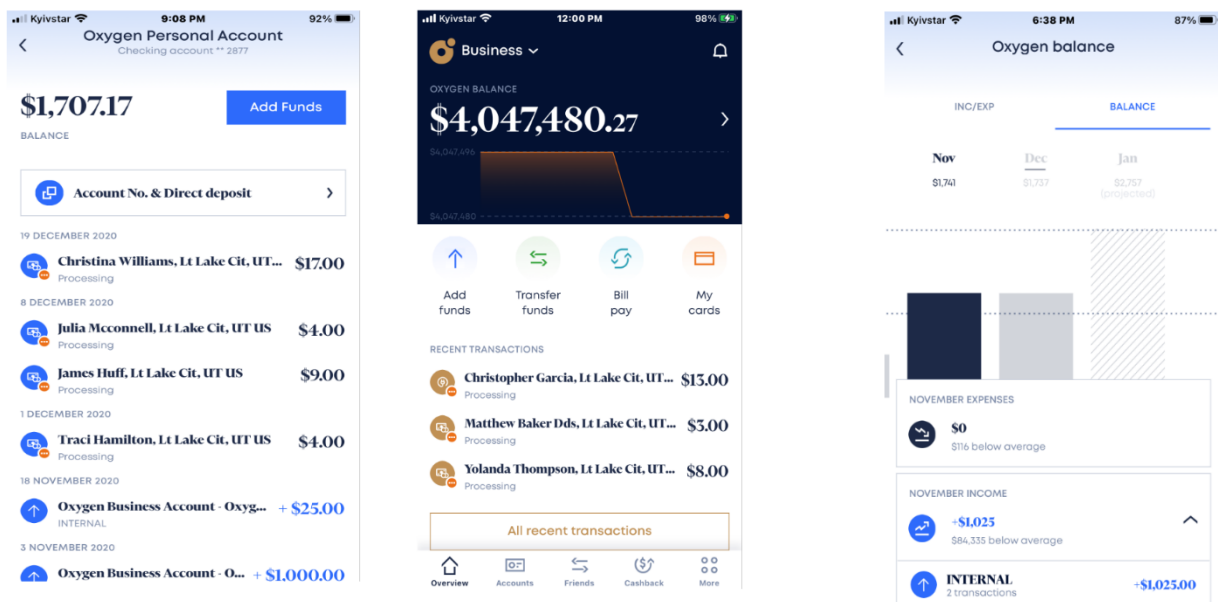 Kyivstar 9:08 PM 92%
Oxygen Personal Account
Checking account ** 2877
$1,707.17
Add Funds
BALANCE
Account No. & Direct deposit
19 DECEMBER 2020
Christina Williams, Lt Lake Cit, UT... $17.00
Processing
8 DECEMBER 2020
Julia Mcconnell, Lt Lake Cit, UT US $4.00
Processing
James Huff, Lt Lake Cit, UT US $9.00
Processing
1 DECEMBER 2020
Traci Hamilton, Lt Lake Cit, UT US $4.00
Processing
18 NOVEMBER 2020
Oxygen Business Account - Oxyg... + $25.00
INTERNAL
3 NOVEMBER 2020
Oxygen Business Account - O... + $1,000.00
Kyivstar 12:00 PM 98%
Business
OXYGEN BALANCE
$4,047,480.27
$4,047,496
$4,047,480
Add funds
Transfer funds
Bill pay
My cards
RECENT TRANSACTIONS
Christopher Garcia, Lt Lake Cit, UT... $13.00
Processing
Matthew Baker Dds, Lt Lake Cit, UT... $3.00
Processing
Yolanda Thompson, Lt Lake Cit, UT... $8.00
Processing
All recent transactions
Overview Accounts Friends Cashback More
Kyivstar 6:38 PM 87%
Oxygen balance
INC/EXP BALANCE
Nov Dec Jan
$1,741 $1,737 $2,757
(projected)
NOVEMBER EXPENSES
$0
$116 below average
NOVEMBER INCOME
+$1,025
$84,335 below average
INTERNAL +$1,025.00
2 transactions